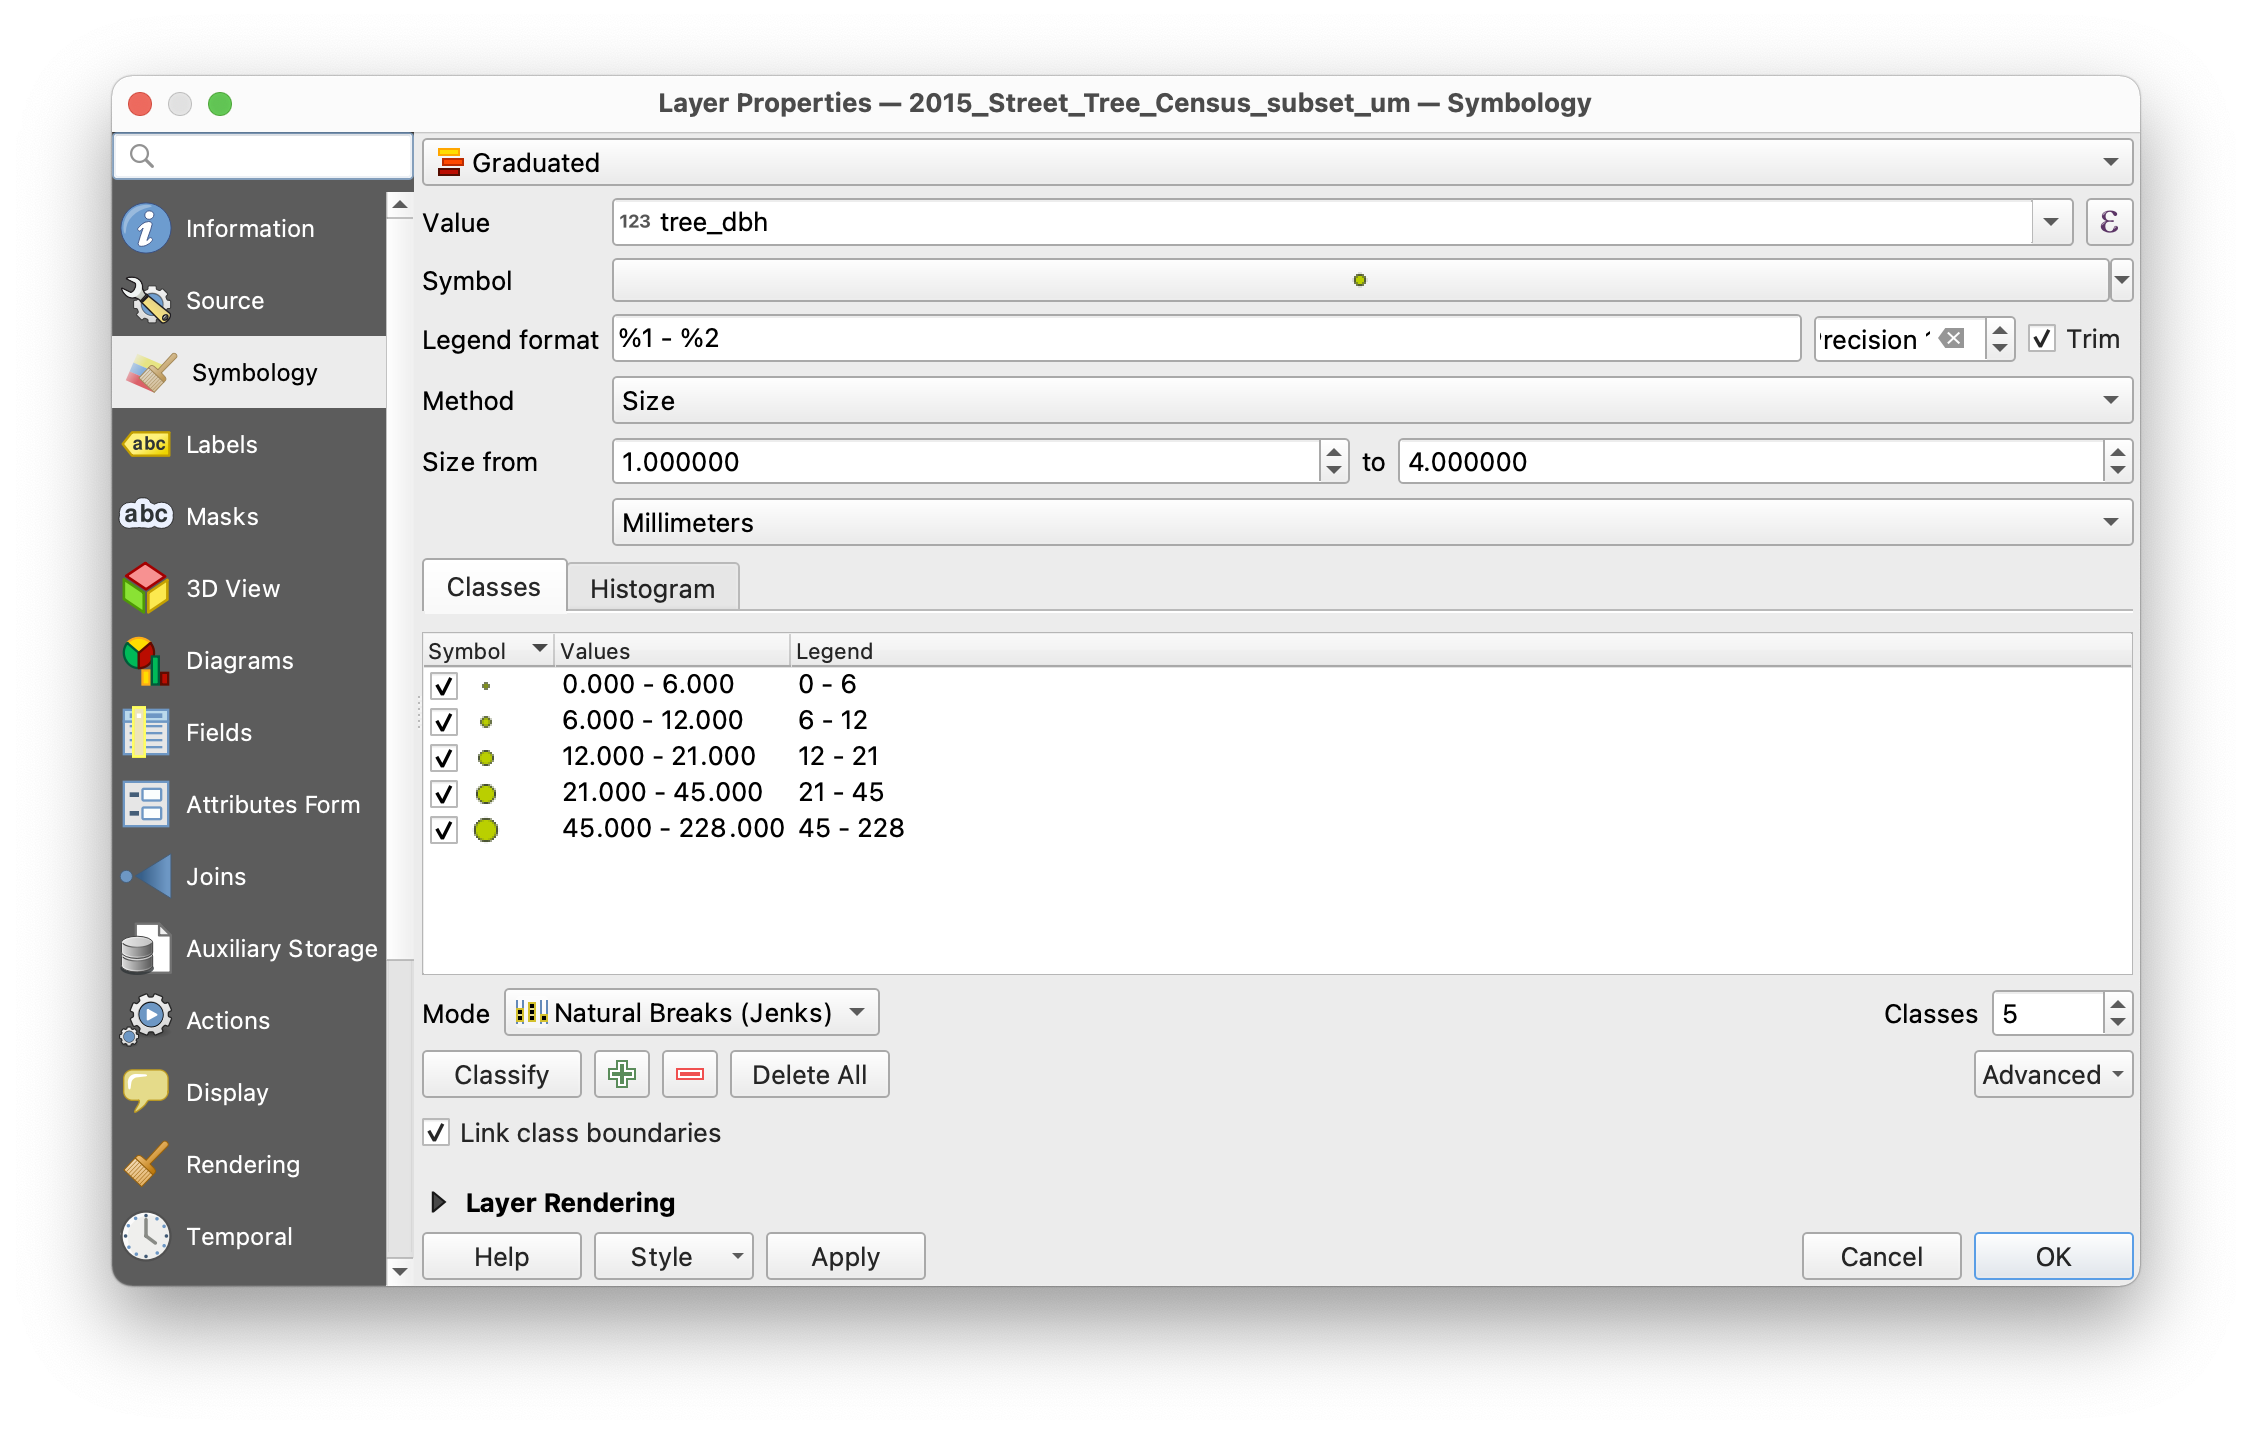 Layer Properties — 2015_Street_Tree_Census_subset_um — Symbology
Information
Source
Symbology
abc Labels
abc Masks
3D View
Diagrams
Fields
Attributes Form
Joins
Auxiliary Storage
Actions
Display
Rendering
Temporal
Graduated
Value 123 tree_dbh ε
Symbol
Legend format %1 - %2 recision Trim
Method Size
Size from 1.000000 to 4.000000
Millimeters
Classes Histogram
Symbol Values Legend
0.000 - 6.000 0 - 6
6.000 - 12.000 6 - 12
12.000 - 21.000 12 - 21
21.000 - 45.000 21 - 45
45.000 - 228.000 45 - 228
Mode Natural Breaks (Jenks) Classes 5
Classify Delete All Advanced
Link class boundaries
Layer Rendering
Help Style Apply Cancel OK